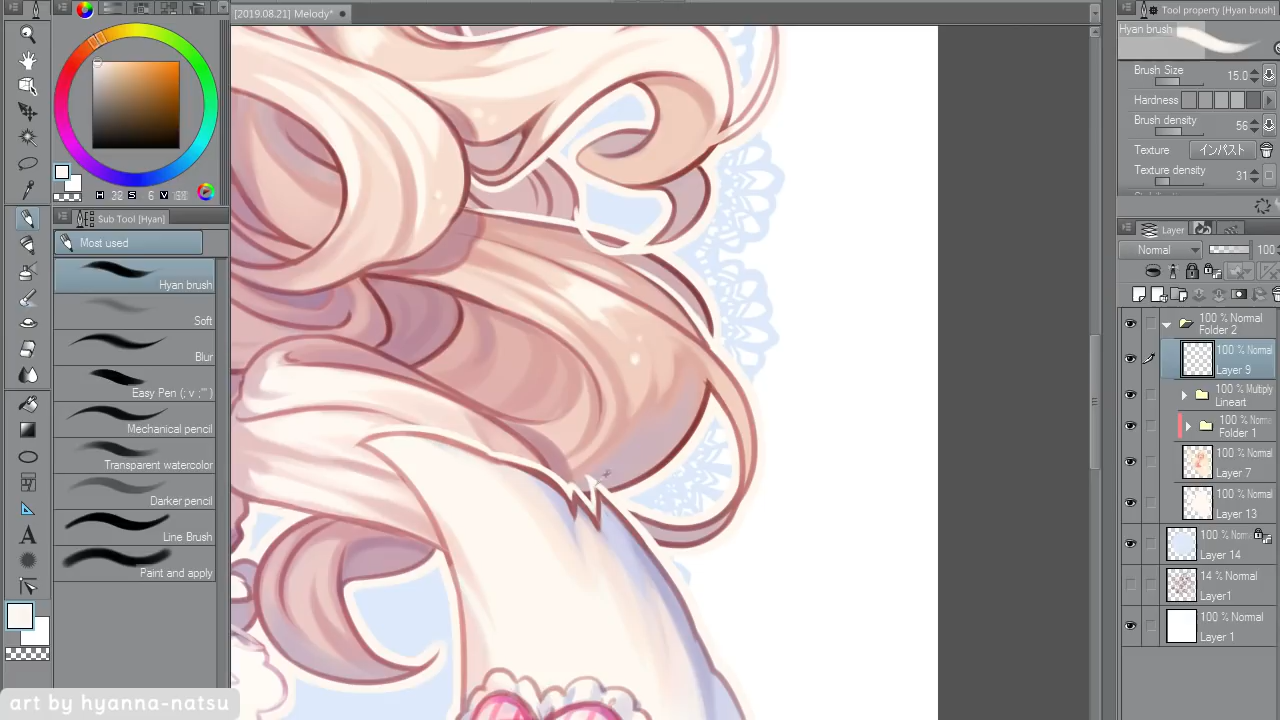 [2019.08.21] Melody*
Tool property [Hyan brush]
Hyan brush
Brush Size 15.0
Hardness
Brush density 56
Texture インパスト
Texture density 31
H 32 S 6 V
Sub Tool [Hyan]
Most used
Hyan brush
Soft
Blur
Easy Pen (; v ;"")
Mechanical pencil
Transparent watercolor
Darker pencil
Line Brush
Paint and apply
Layer
Normal 100
100 % Normal
Folder 2
100 % Normal
Layer 9
100 % Multiply
Lineart
100 % Normal
Folder 1
100 % Normal
Layer 7
100 % Normal
Layer 13
100 % Norm
Layer 14
14 % Normal
Layer1
100 % Normal
Layer 1
A
art by hyanna-natsu